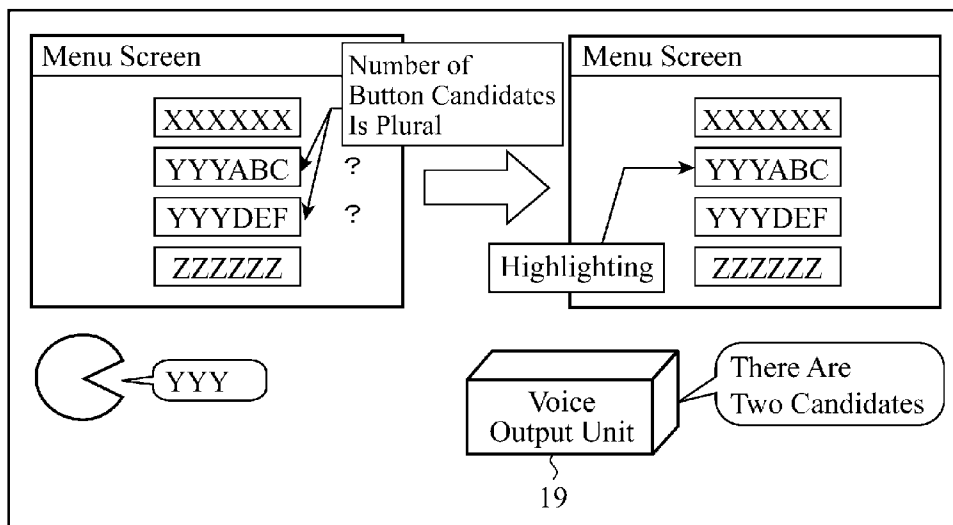 Menu Screen
Number of
Button Candidates
Is Plural
XXXXXX
YYYABC ?
YYYDEF ?
ZZZZZZ
Menu Screen
XXXXXX
YYYABC
YYYDEF
ZZZZZZ
Highlighting
YYY
Voice
Output Unit
19
There Are
Two Candidates